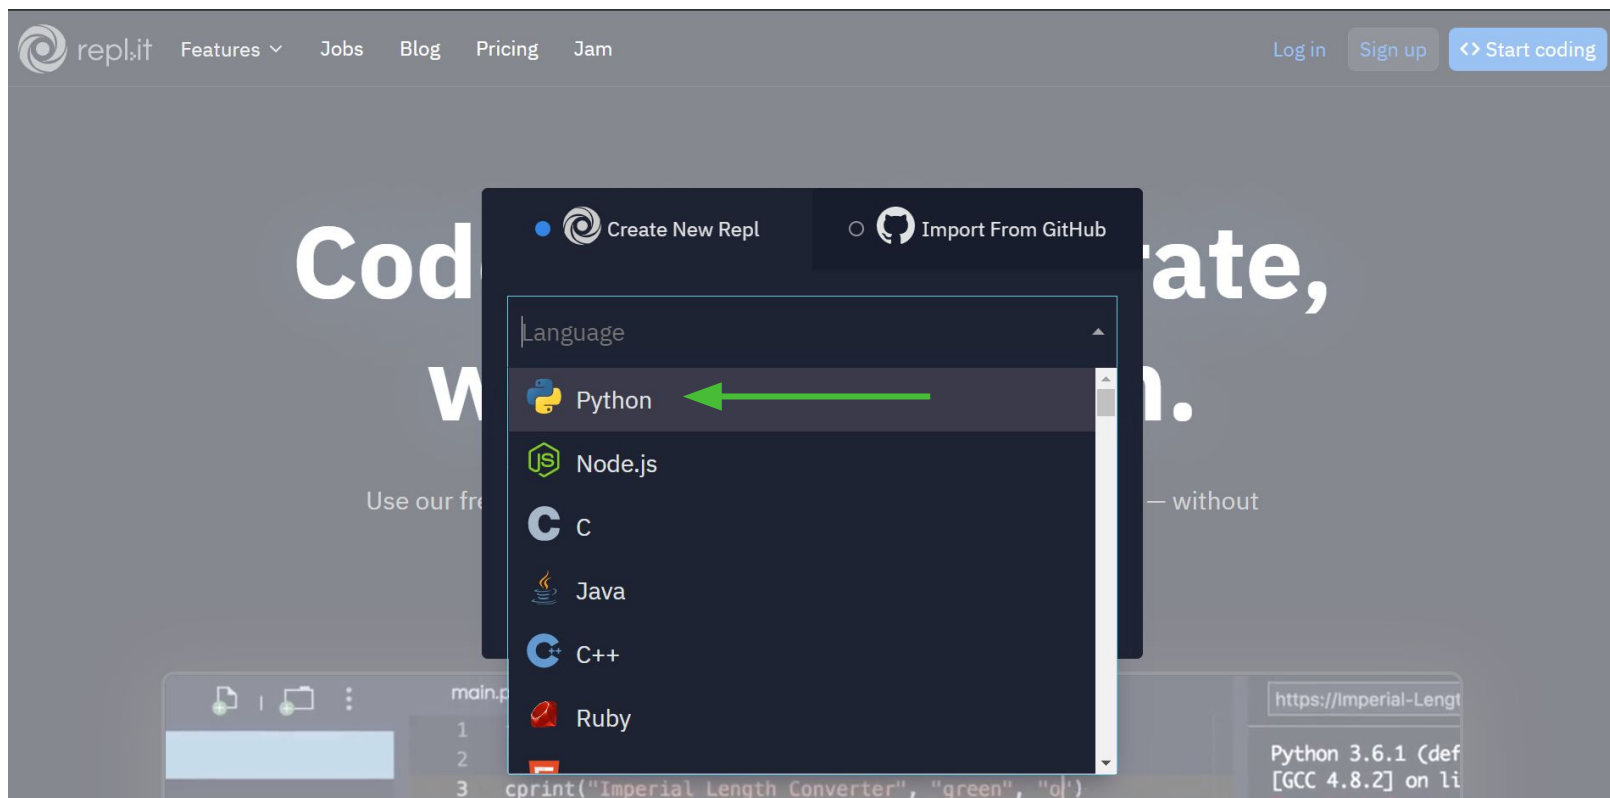 repl.it Features Jobs Blog Pricing Jam Log in Sign up <> Start coding
Create New Repl Import From GitHub
Cod rate,
Language
Python
Node.js
Use our fre — without
C
Java
C++
main.p https://Imperial-Lengt
Ruby
1
2 Python 3.6.1 (def
3 cprint("Imperial Length Converter", "green", "o") [GCC 4.8.2] on li